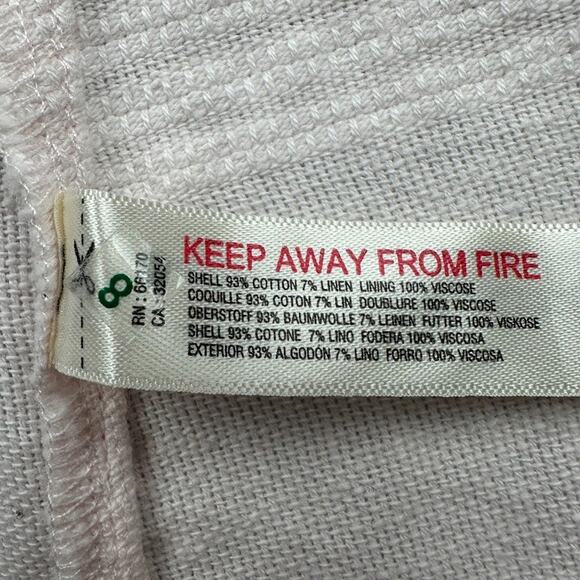 8
RN : 66170
CA : 32054
KEEP AWAY FROM FIRE
SHELL 93% COTTON 7% LINEN LINING 100% VISCOSE
COQUILLE 93% COTON 7% LIN DOUBLURE 100% VISCOSE
OBERSTOFF 93% BAUMWOLLE 7% LEINEN FUTTER 100% VISKOSE
SHELL 93% COTONE 7% LINO FODERA 100% VISCOSA
EXTERIOR 93% ALGODÓN 7% LINO FORRO 100% VISCOSA